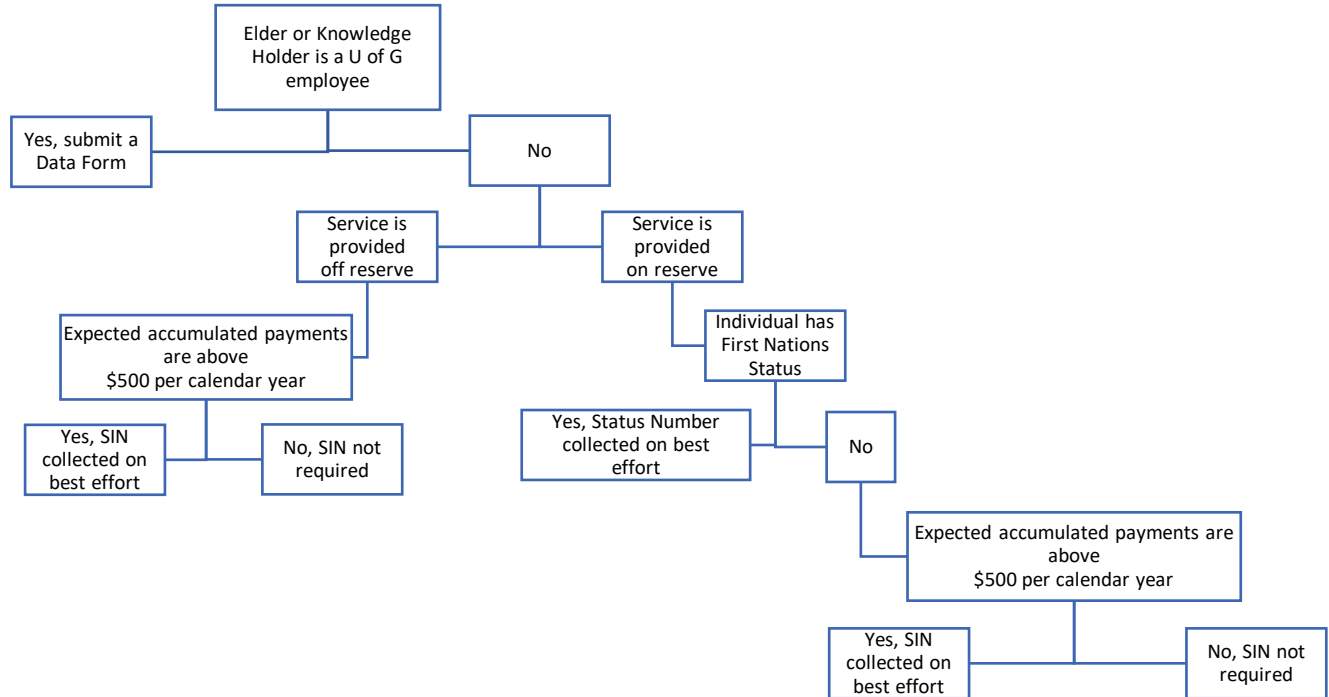 Elder or Knowledge
Holder is a U of G
employee
Yes, submit a
Data Form
No
Service is
provided
off reserve
Service is
provided
on reserve
Expected accumulated payments
are above
$500 per calendar year
Individual has
First Nations
Status
Yes, SIN
collected on
best effort
No, SIN not
required
Yes, Status Number
collected on best
effort
No
Expected accumulated payments are
above
$500 per calendar year
Yes, SIN
collected on
best effort
No, SIN not
required